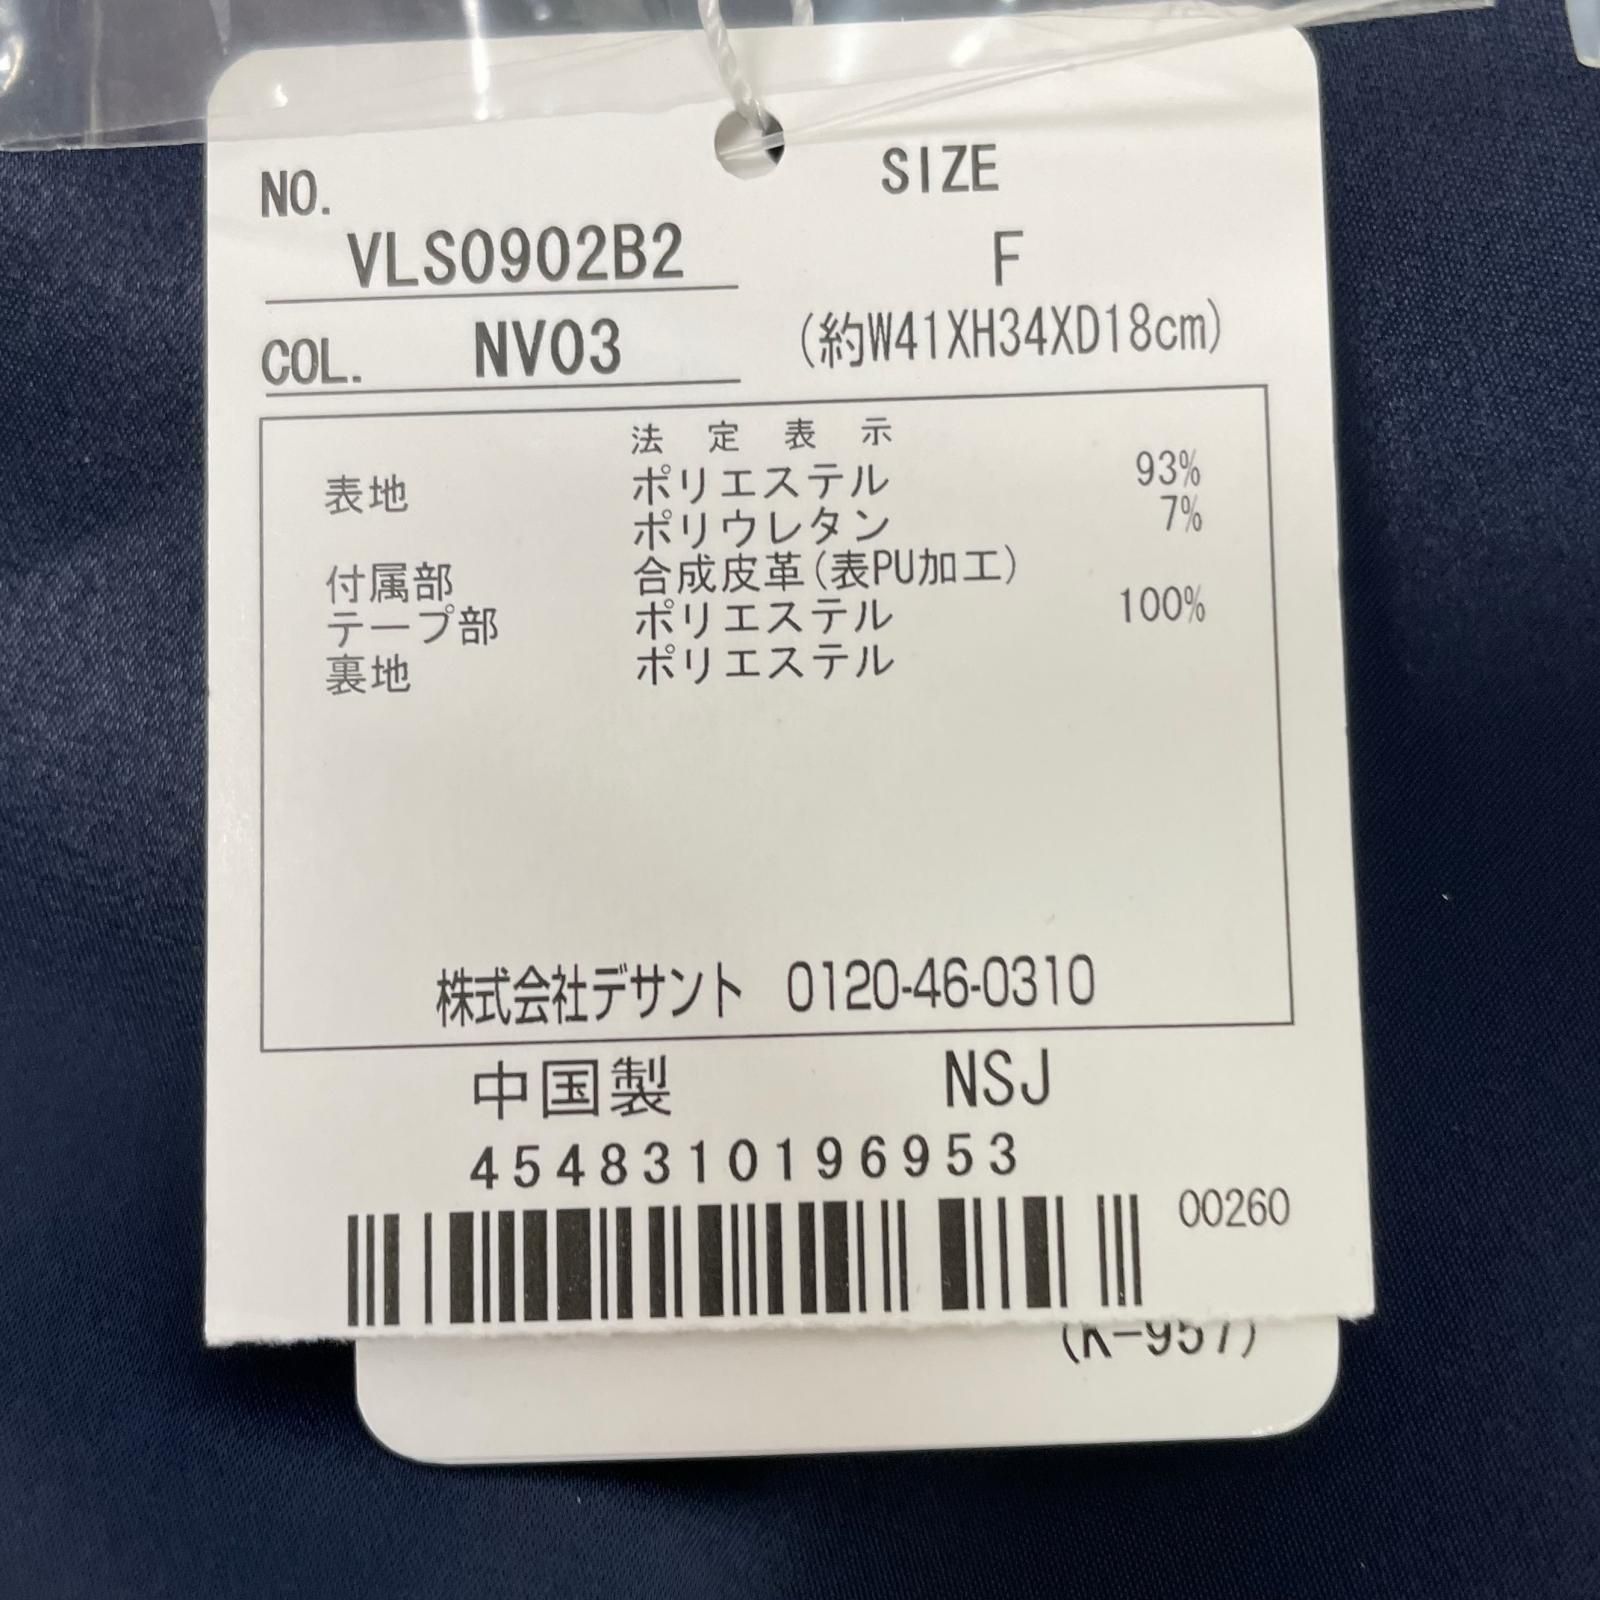 NO.
VLS0902B2
SIZE
F
COL. NV03
(約W41XH34XD18cm)
法定表示
表地 ポリエステル 93%
ポリウレタン 7%
付属部 合成皮革(表PU加工)
テープ部 ポリエステル 100%
裏地 ポリエステル
株式会社デサント 0120-46-0310
中国製 NSJ
4548310196953
00260
(K-957)